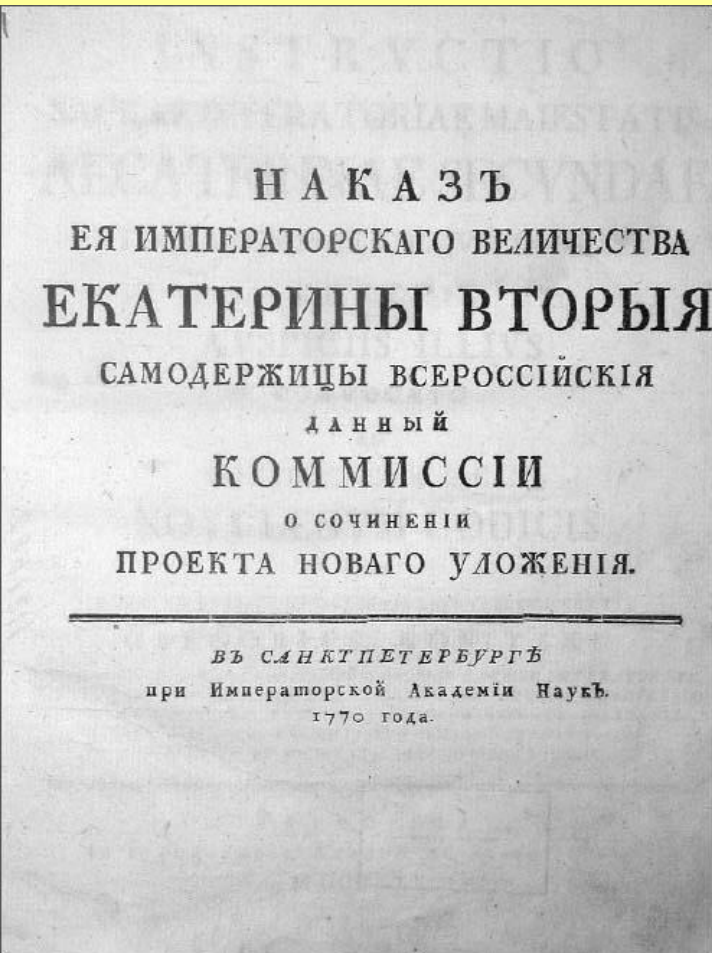 НАКАЗЪ
ЕЯ ИМПЕРАТОРСКАГО ВЕЛИЧЕСТВА
ЕКАТЕРИНЫ ВТОРЫЯ
САМОДЕРЖИЦЫ ВСЕРОССІЙСКІЯ
ДАННЫЙ
КОММИССІИ
О СОЧИНЕНІИ
ПРОЕКТА НОВАГО УЛОЖЕНІЯ.
ВЪ САНКТПЕТЕРБУРГѢ
при Императорской Академіи Наукъ.
1770 года.